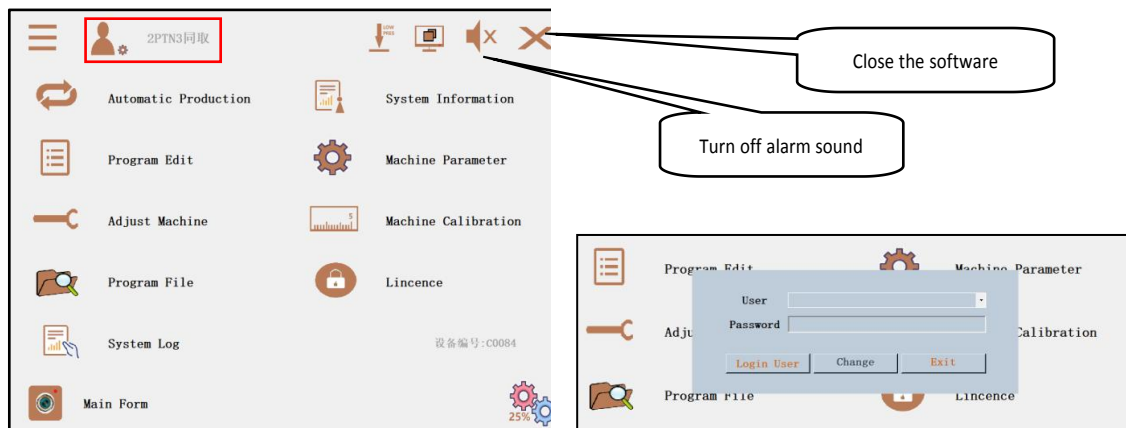 2PTN3同取
LOW
Close the software
Turn off alarm sound
Automatic Production
System Information
Program Edit
Machine Parameter
Adjust Machine
5
Machine Calibration
Program File
Lincence
System Log
设备编号:C0084
Main Form
25%
Program Edit
Machine Parameter
User
Password
Adju
Calibration
Login User
Change
Exit
Program File
Lincence